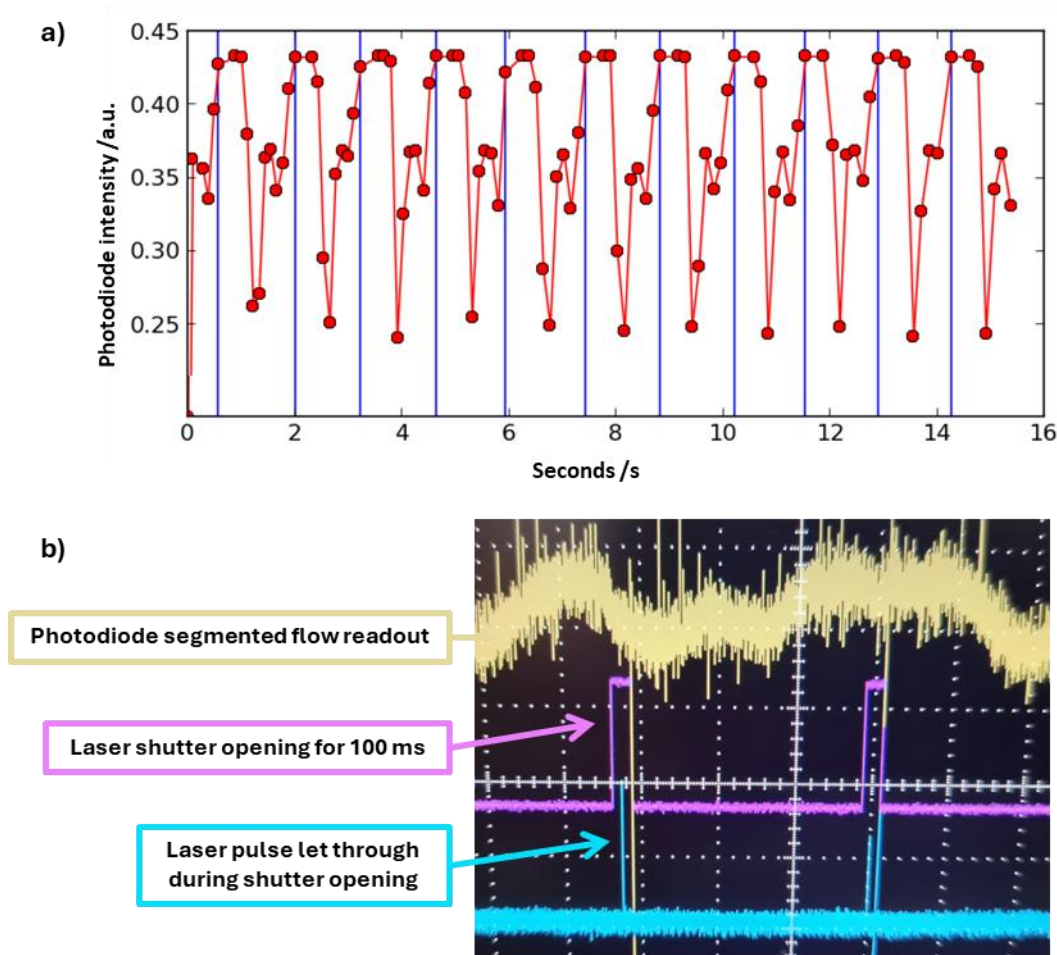 a)
Photodiode intensity /a.u.
0.45
0.40
0.35
0.30
0.25
0 2 4 6 8 10 12 14 16
Seconds /s
b)
Photodiode segmented flow readout
Laser shutter opening for 100 ms
Laser pulse let through
during shutter opening